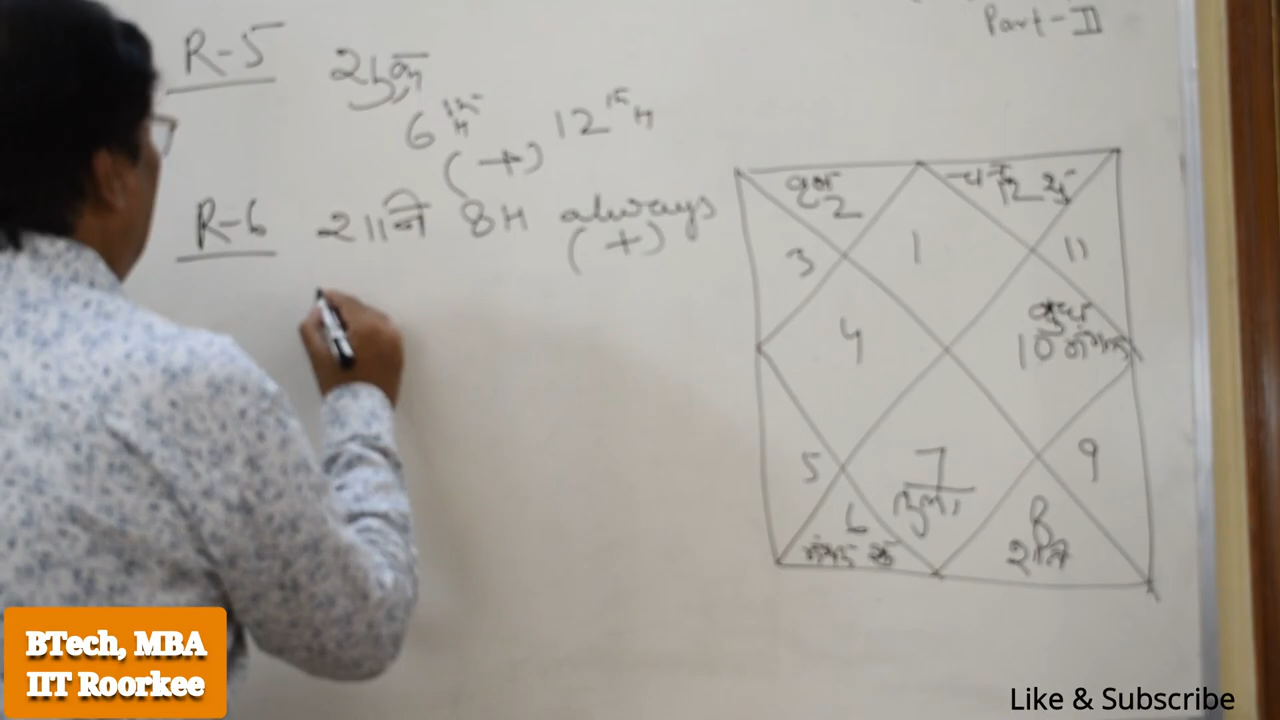 Part-II
R-5 शुक्र
6th H 12th H
(+)
R-6 शनि 8H always
(+)
2
12 शु
3
1
11
4
बुध
10 मंगल
5
7
9
तुला
6
8
शनि
BTech, MBA
IIT Roorkee
Like & Subscribe